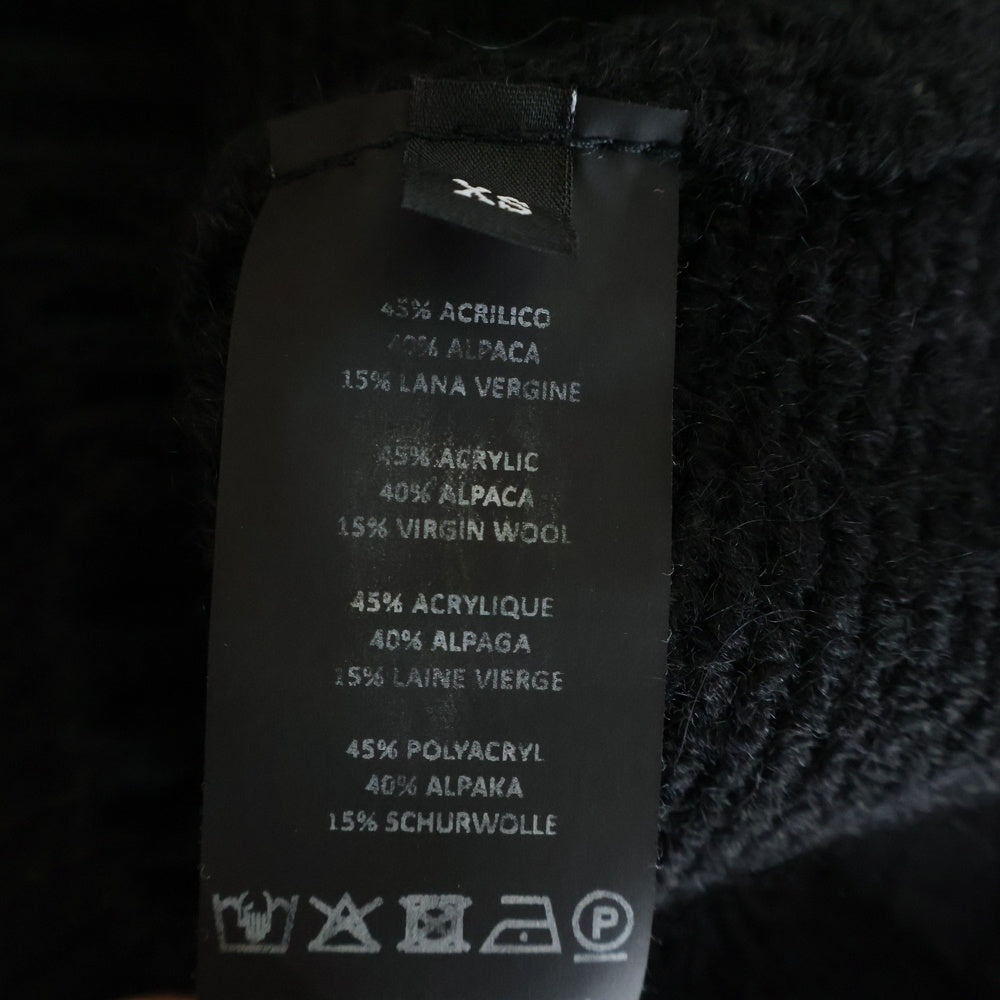 XS
45% ACRILICO
40% ALPACA
15% LANA VERGINE
45% ACRYLIC
40% ALPACA
15% VIRGIN WOOL
45% ACRYLIQUE
40% ALPAGA
15% LAINE VIERGE
45% POLYACRYL
40% ALPAKA
15% SCHURWOLLE
P